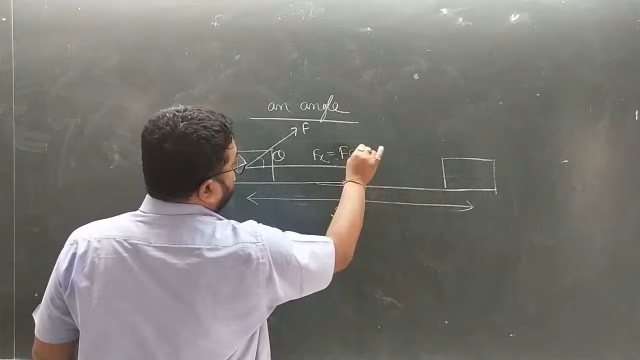 an angle
F
θ
Fx = F